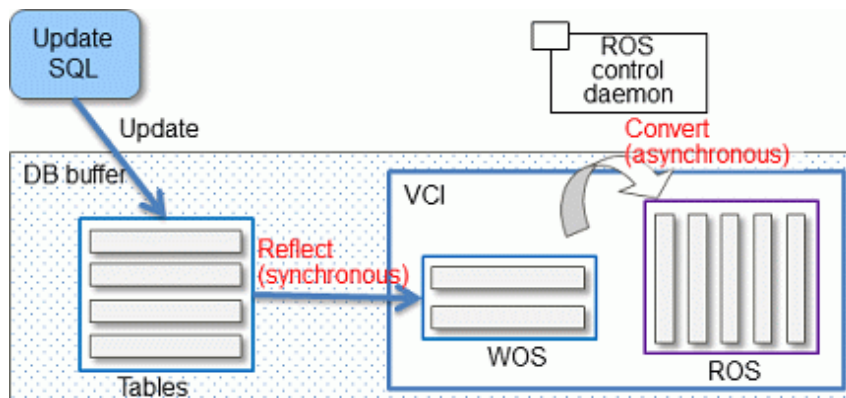 Update
SQL
ROS
control
daemon
Update
Convert
(asynchronous)
DB buffer
VCI
Reflect
(synchronous)
WOS
ROS
Tables